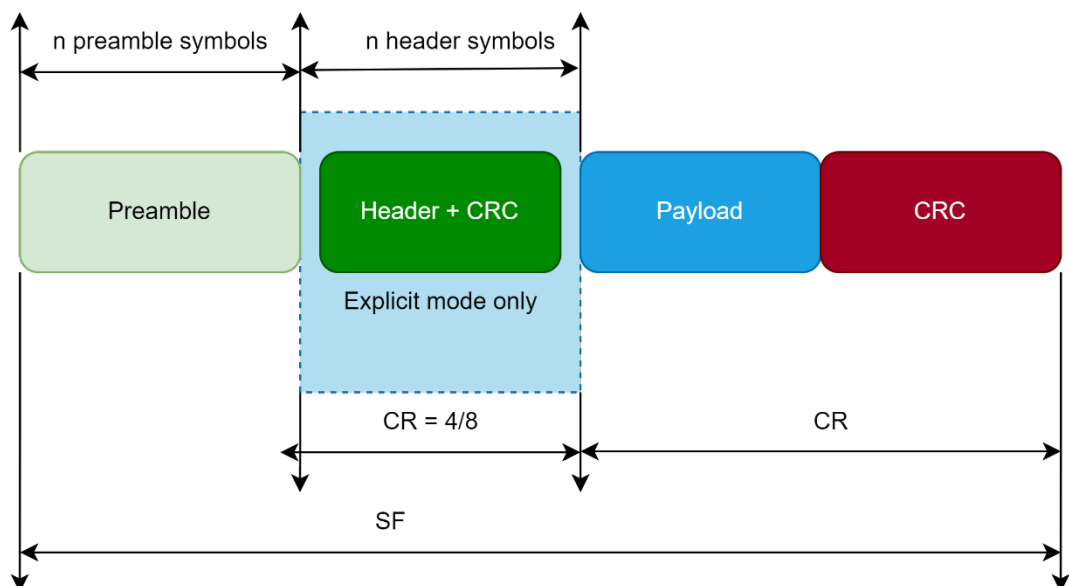 n preamble symbols
n header symbols
Preamble
Header + CRC
Payload
CRC
Explicit mode only
CR = 4/8
CR
SF